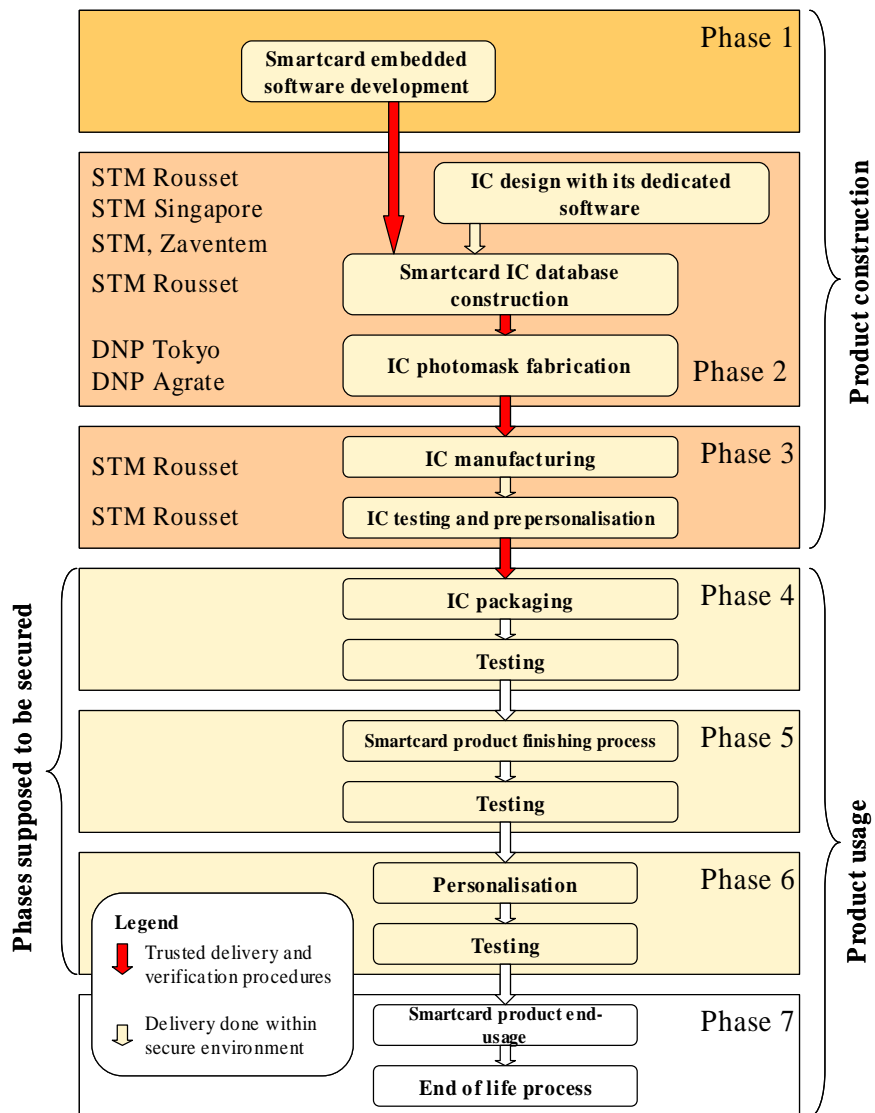 Phase 1
Smartcard embedded
software development
STM Rousset
STM Singapore
STM, Zaventem
STM Rousset
IC design with its dedicated
software
Smartcard IC database
construction
DNP Tokyo
DNP Agrate
IC photomask fabrication
Phase 2
Product construction
Phase 3
STM Rousset
IC manufacturing
STM Rousset
IC testing and prepersonalisation
Phases supposed to be secured
Phase 4
IC packaging
Testing
Phase 5
Smartcard product finishing process
Testing
Product usage
Phase 6
Personalisation
Testing
Legend
Trusted delivery and
verification procedures
Delivery done within
secure environment
Phase 7
Smartcard product end-
usage
End of life process